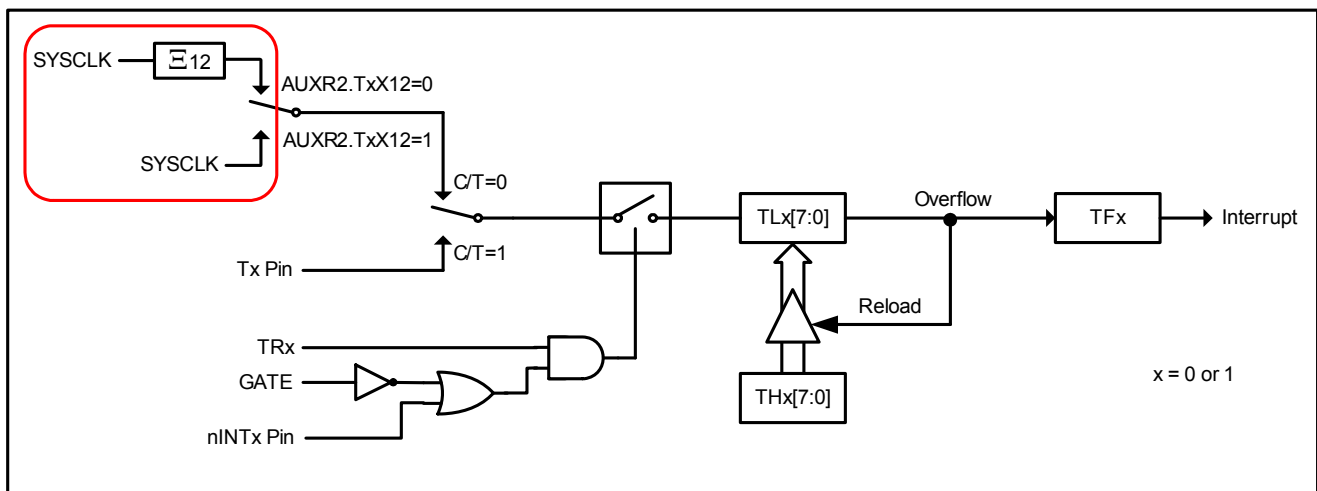 SYSCLK
Ξ12
AUXR2.TxX12=0
AUXR2.TxX12=1
SYSCLK
C/T=0
C/T=1
Tx Pin
TLx[7:0]
Overflow
TFx
Interrupt
Reload
TRx
GATE
nINTx Pin
THx[7:0]
x = 0 or 1